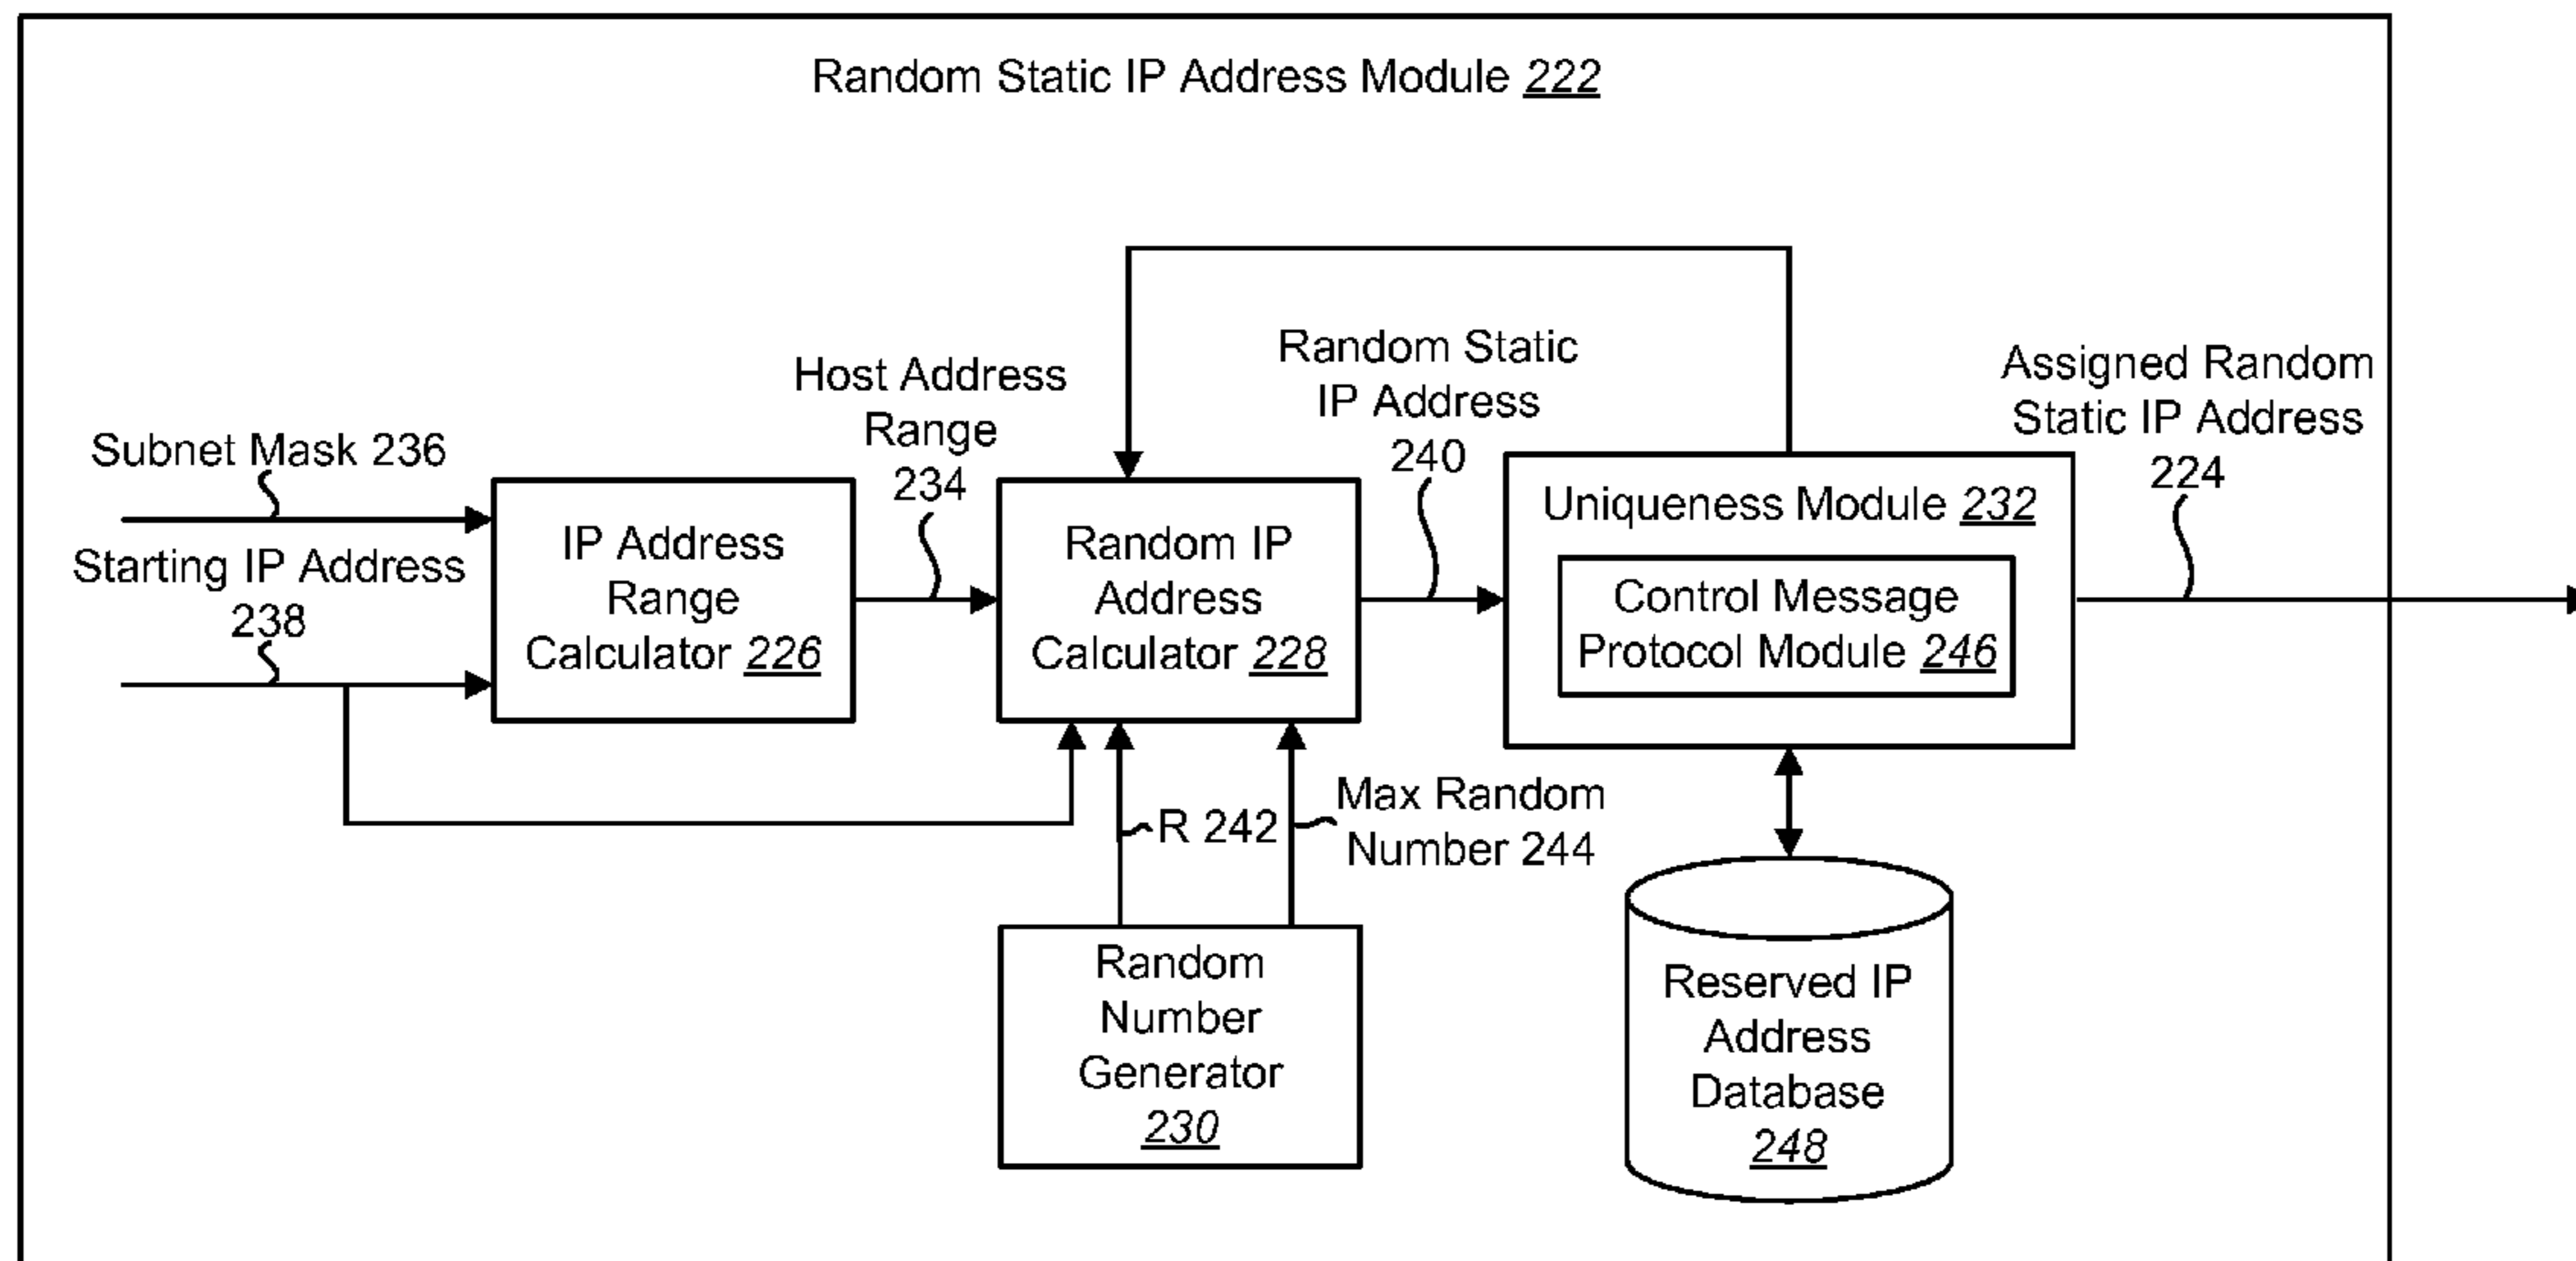 Random Static IP Address Module 222
Subnet Mask 236
Starting IP Address
238
IP Address
Range
Calculator 226
Host Address
Range
234
Random IP
Address
Calculator 228
Random Static
IP Address
240
Uniqueness Module 232
Control Message
Protocol Module 246
Assigned Random
Static IP Address
224
R 242
Max Random
Number 244
Random
Number
Generator
230
Reserved IP
Address
Database
248